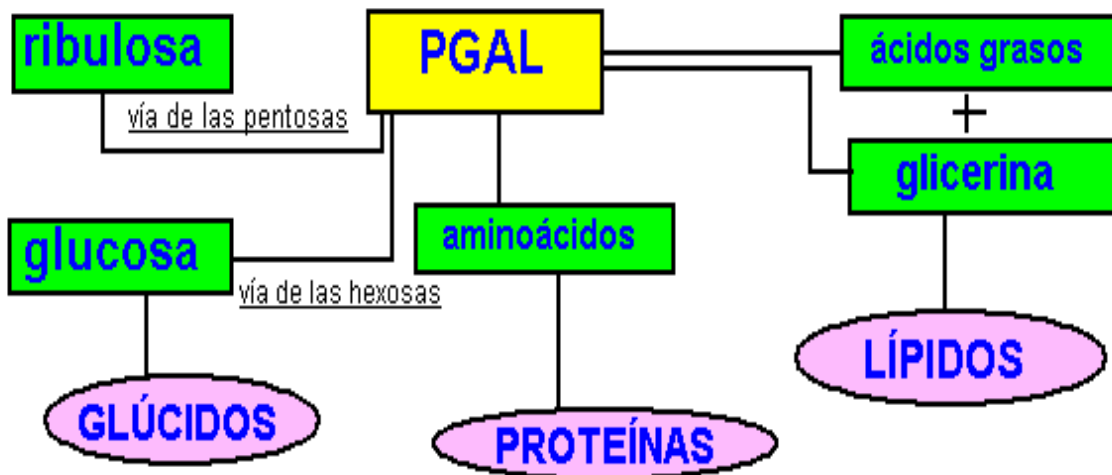 ribulosa
PGAL
ácidos grasos
vía de las pentosas
+
glicerina
glucosa
aminoácidos
vía de las hexosas
LÍPIDOS
GLÚCIDOS
PROTEÍNAS